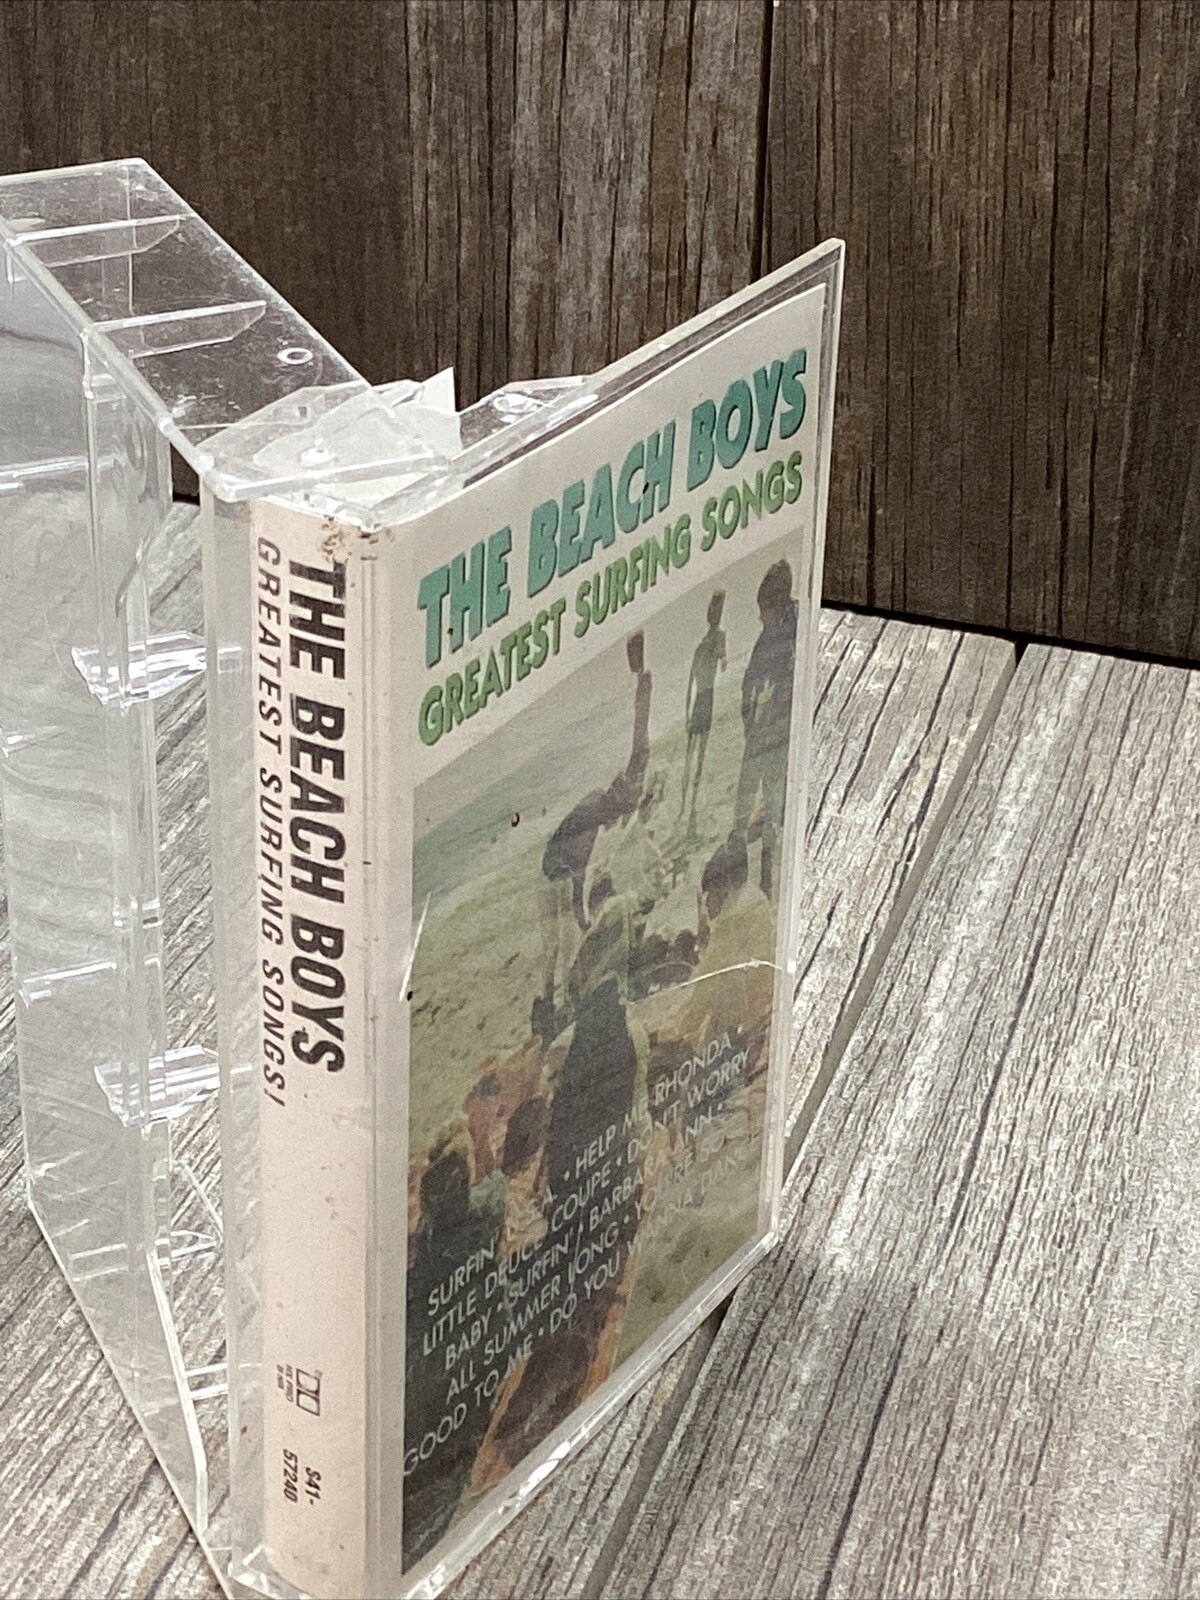 THE BEACH BOYS
GREATEST SURFING SONGS
SURFIN' U.S.A. • HELP ME RHONDA •
LITTLE DEUCE COUPE • DON'T WORRY
BABY • SURFIN' / BARBARA ANN •
ALL SUMMER LONG • YOU ARE SO
GOOD TO ME • DO YOU WANNA DANCE
THE BEACH BOYS
GREATEST SURFING SONGS!
S41-
57240